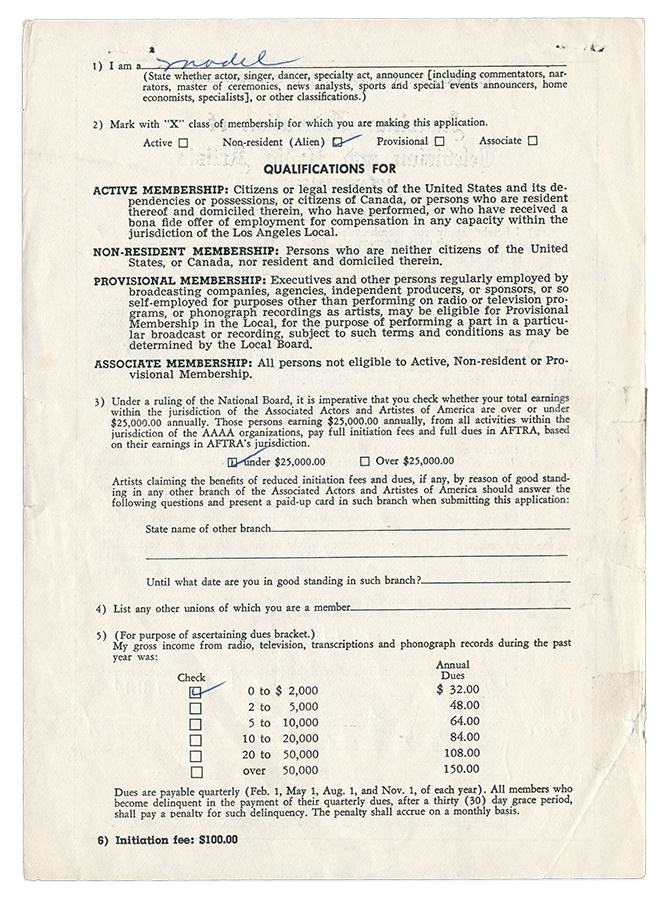 1) I am a model
(State whether actor, singer, dancer, specialty act, announcer [including commentators, nar-
rators, master of ceremonies, news analysts, sports and special events announcers, home
economists, specialists], or other classifications.)
2) Mark with "X" class of membership for which you are making this application.
Active ☐ Non-resident (Alien) ☑ Provisional ☐ Associate ☐
QUALIFICATIONS FOR
ACTIVE MEMBERSHIP: Citizens or legal residents of the United States and its de-
pendencies or possessions, or citizens of Canada, or persons who are resident
thereof and domiciled therein, who have performed, or who have received a
bona fide offer of employment for compensation in any capacity within the
jurisdiction of the Los Angeles Local.
NON-RESIDENT MEMBERSHIP: Persons who are neither citizens of the United
States, or Canada, nor resident and domiciled therein.
PROVISIONAL MEMBERSHIP: Executives and other persons regularly employed by
broadcasting companies, agencies, independent producers, or sponsors, or so
self-employed for purposes other than performing on radio or television pro-
grams, or phonograph recordings as artists, may be eligible for Provisional
Membership in the Local, for the purpose of performing a part in a particu-
lar broadcast or recording, subject to such terms and conditions as may be
determined by the Local Board.
ASSOCIATE MEMBERSHIP: All persons not eligible to Active, Non-resident or Pro-
visional Membership.
3) Under a ruling of the National Board, it is imperative that you check whether your total earnings
within the jurisdiction of the Associated Actors and Artistes of America are over or under
$25,000.00 annually. Those persons earning $25,000.00 annually, from all activities within the
jurisdiction of the AAAA organizations, pay full initiation fees and full dues in AFTRA, based
on their earnings in AFTRA's jurisdiction.
☑ under $25,000.00 ☐ Over $25,000.00
Artists claiming the benefits of reduced initiation fees and dues, if any, by reason of good stand-
ing in any other branch of the Associated Actors and Artistes of America should answer the
following questions and present a paid-up card in such branch when submitting this application:
State name of other branch
Until what date are you in good standing in such branch?
4) List any other unions of which you are a member
5) (For purpose of ascertaining dues bracket.)
My gross income from radio, television, transcriptions and phonograph records during the past
year was:
Annual
Check Dues
☑ 0 to $ 2,000 $ 32.00
☐ 2 to 5,000 48.00
☐ 5 to 10,000 64.00
☐ 10 to 20,000 84.00
☐ 20 to 50,000 108.00
☐ over 50,000 150.00
Dues are payable quarterly (Feb. 1, May 1, Aug. 1, and Nov. 1, of each year). All members who
become delinquent in the payment of their quarterly dues, after a thirty (30) day grace period,
shall pay a penalty for such delinquency. The penalty shall accrue on a monthly basis.
6) Initiation fee: $100.00